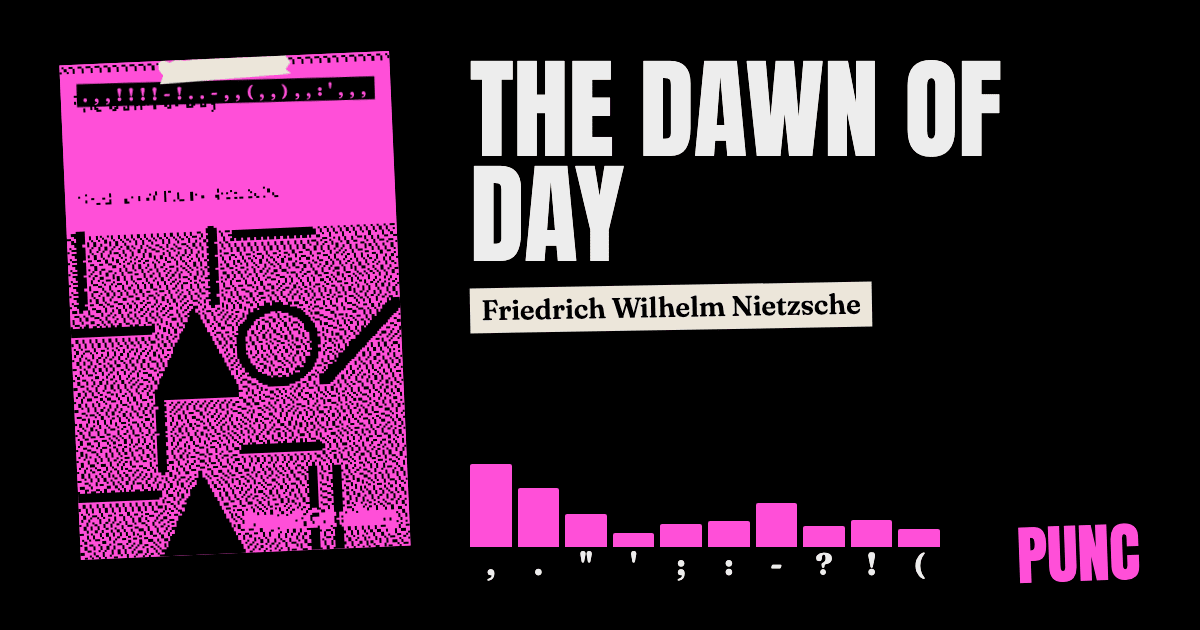 .,,!!!!-!..-,,(,,),,:',,,
THE DAWN OF
DAY
Friedrich Wilhelm Nietzsche
, . " ' ; : - ? ! (
PUNC